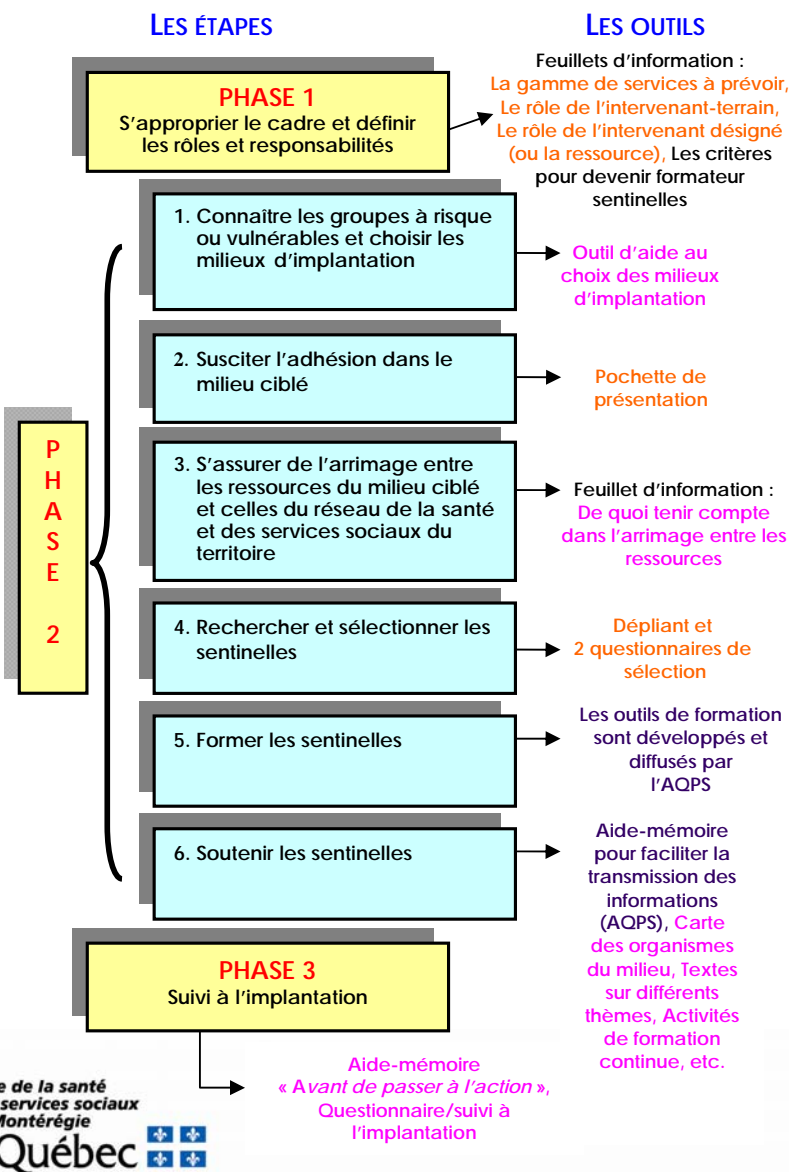 LES ÉTAPES
LES OUTILS
PHASE 1
S'approprier le cadre et définir
les rôles et responsabilités
Feuillets d'information :
La gamme de services à prévoir,
Le rôle de l'intervenant-terrain,
Le rôle de l'intervenant désigné
(ou la ressource), Les critères
pour devenir formateur
sentinelles
PHASE 2
1. Connaître les groupes à risque
ou vulnérables et choisir les
milieux d'implantation
Outil d'aide au
choix des milieux
d'implantation
2. Susciter l'adhésion dans le
milieu ciblé
Pochette de
présentation
3. S'assurer de l'arrimage entre
les ressources du milieu ciblé
et celles du réseau de la santé
et des services sociaux du
territoire
Feuillet d'information :
De quoi tenir compte
dans l'arrimage entre les
ressources
4. Rechercher et sélectionner les
sentinelles
Dépliant et
2 questionnaires de
sélection
5. Former les sentinelles
Les outils de formation
sont développés et
diffusés par
l'AQPS
6. Soutenir les sentinelles
Aide-mémoire
pour faciliter la
transmission des
informations
(AQPS), Carte
des organismes
du milieu, Textes
sur différents
thèmes, Activités
de formation
continue, etc.
PHASE 3
Suivi à l'implantation
Aide-mémoire
« Avant de passer à l'action »,
Questionnaire/suivi à
l'implantation
e de la santé
services sociaux
Montérégie
Québec